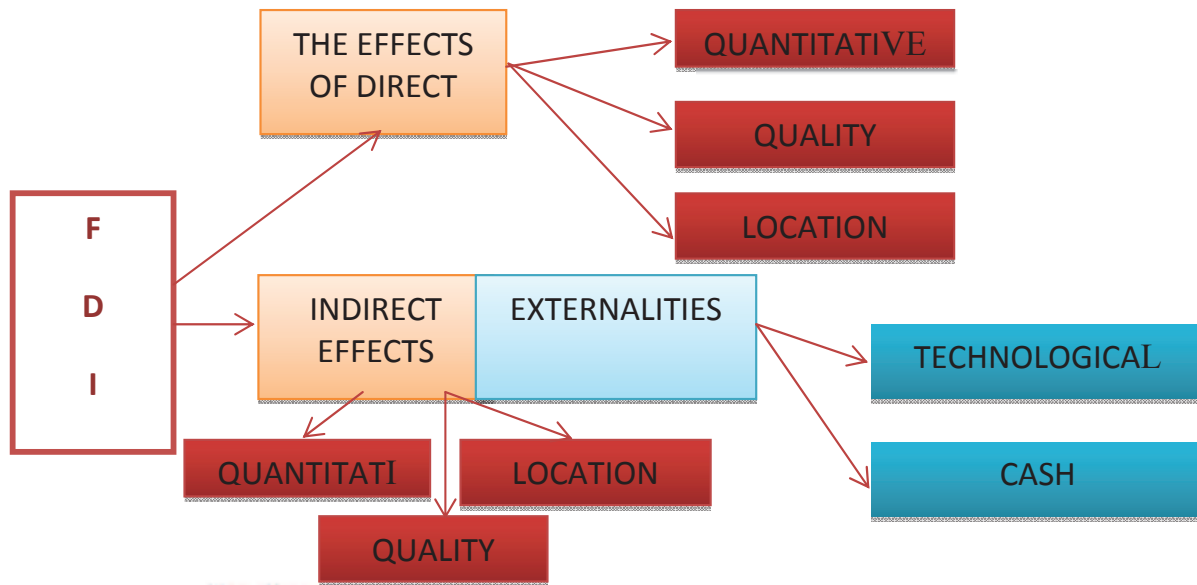 THE EFFECTS
OF DIRECT
QUANTITATIVE
QUALITY
LOCATION
F
D
I
INDIRECT
EFFECTS
EXTERNALITIES
TECHNOLOGICAL
CASH
QUANTITATI
LOCATION
QUALITY